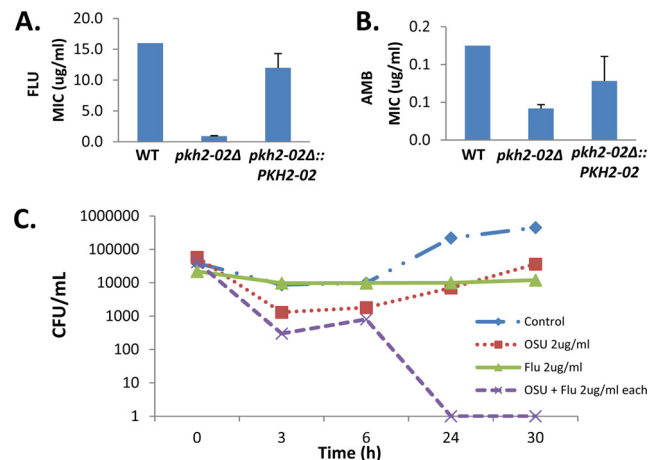 A.
B.
20.0
15.0
10.0
5.0
0.0
FLU
MIC (ug/ml)
WT
pkh2-02Δ
pkh2-02Δ::
PKH2-02
0.2
0.1
0.1
0.0
AMB
MIC (ug/ml)
WT
pkh2-02Δ
pkh2-02Δ::
PKH2-02
C.
1000000
100000
10000
1000
100
10
1
CFU/mL
Control
OSU 2ug/ml
Flu 2ug/ml
OSU + Flu 2ug/ml each
0 3 6 24 30
Time (h)